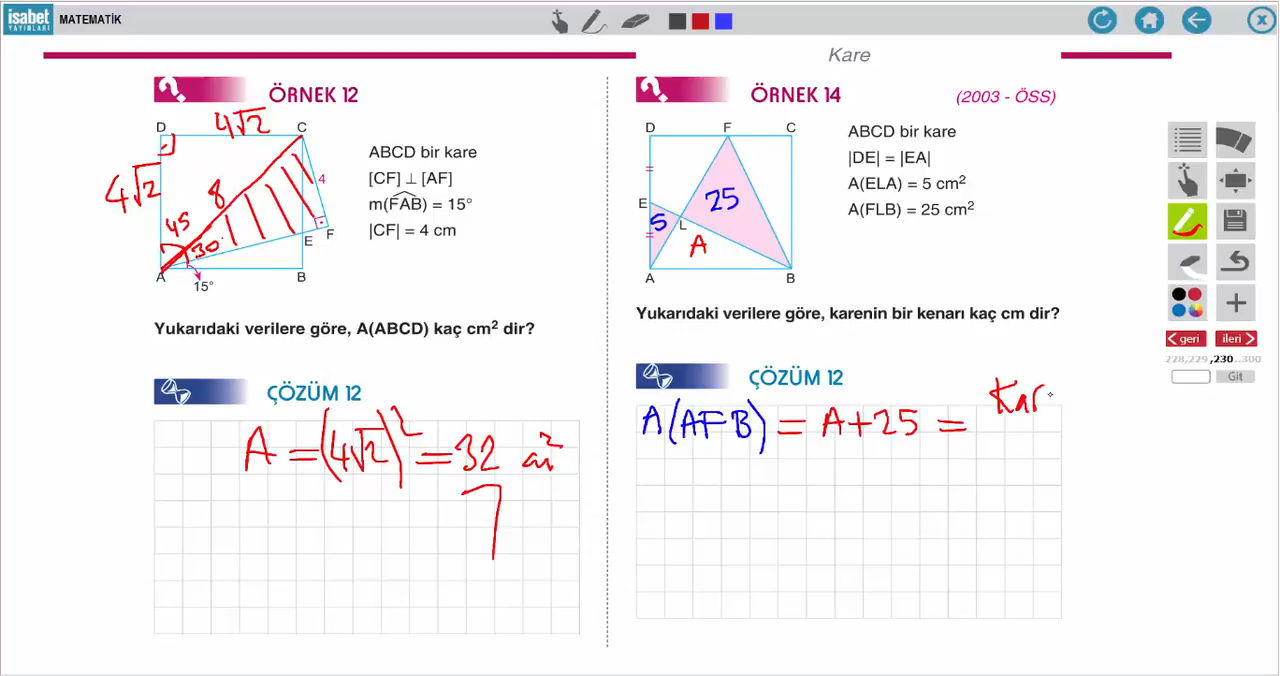 isabet
YAYINLARI
MATEMATİK
Kare
ÖRNEK 12
D
4√2
C
4√2
8
4
45
30
F
E
A
B
15°
ABCD bir kare
[CF] ⊥ [AF]
m(FAB) = 15°
|CF| = 4 cm
Yukarıdaki verilere göre, A(ABCD) kaç cm² dir?
ÇÖZÜM 12
A = (4√2)² = 32 cm²
ÖRNEK 14
(2003 - ÖSS)
D
F
C
E
5
25
L
A
A
B
ABCD bir kare
|DE| = |EA|
A(ELA) = 5 cm²
A(FLB) = 25 cm²
Yukarıdaki verilere göre, karenin bir kenarı kaç cm dir?
ÇÖZÜM 12
A(AFB) = A+25 = Kar
geri
ileri
228,229,230...300
Git